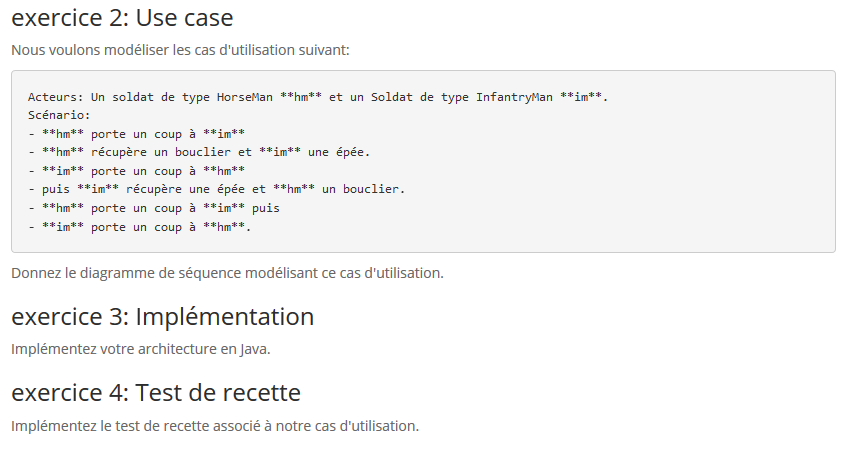 exercice 2: Use case
Nous voulons modéliser les cas d'utilisation suivant:
Acteurs: Un soldat de type HorseMan **hm** et un Soldat de type InfantryMan **im**.
Scénario:
- **hm** porte un coup à **im**
- **hm** récupère un bouclier et **im** une épée.
- **im** porte un coup à **hm**
- puis **im** récupère une épée et **hm** un bouclier.
- **hm** porte un coup à **im** puis
- **im** porte un coup à **hm**.
Donnez le diagramme de séquence modélisant ce cas d'utilisation.
exercice 3: Implémentation
Implémentez votre architecture en Java.
exercice 4: Test de recette
Implémentez le test de recette associé à notre cas d'utilisation.